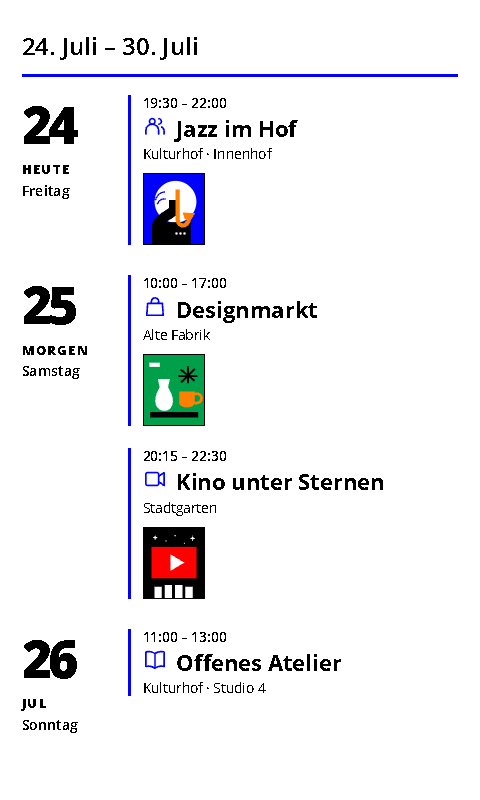 24. Juli – 30. Juli
24
HEUTE
Freitag
19:30 – 22:00
Jazz im Hof
Kulturhof · Innenhof
25
MORGEN
Samstag
10:00 – 17:00
Designmarkt
Alte Fabrik
20:15 – 22:30
Kino unter Sternen
Stadtgarten
26
JUL
Sonntag
11:00 – 13:00
Offenes Atelier
Kulturhof · Studio 4